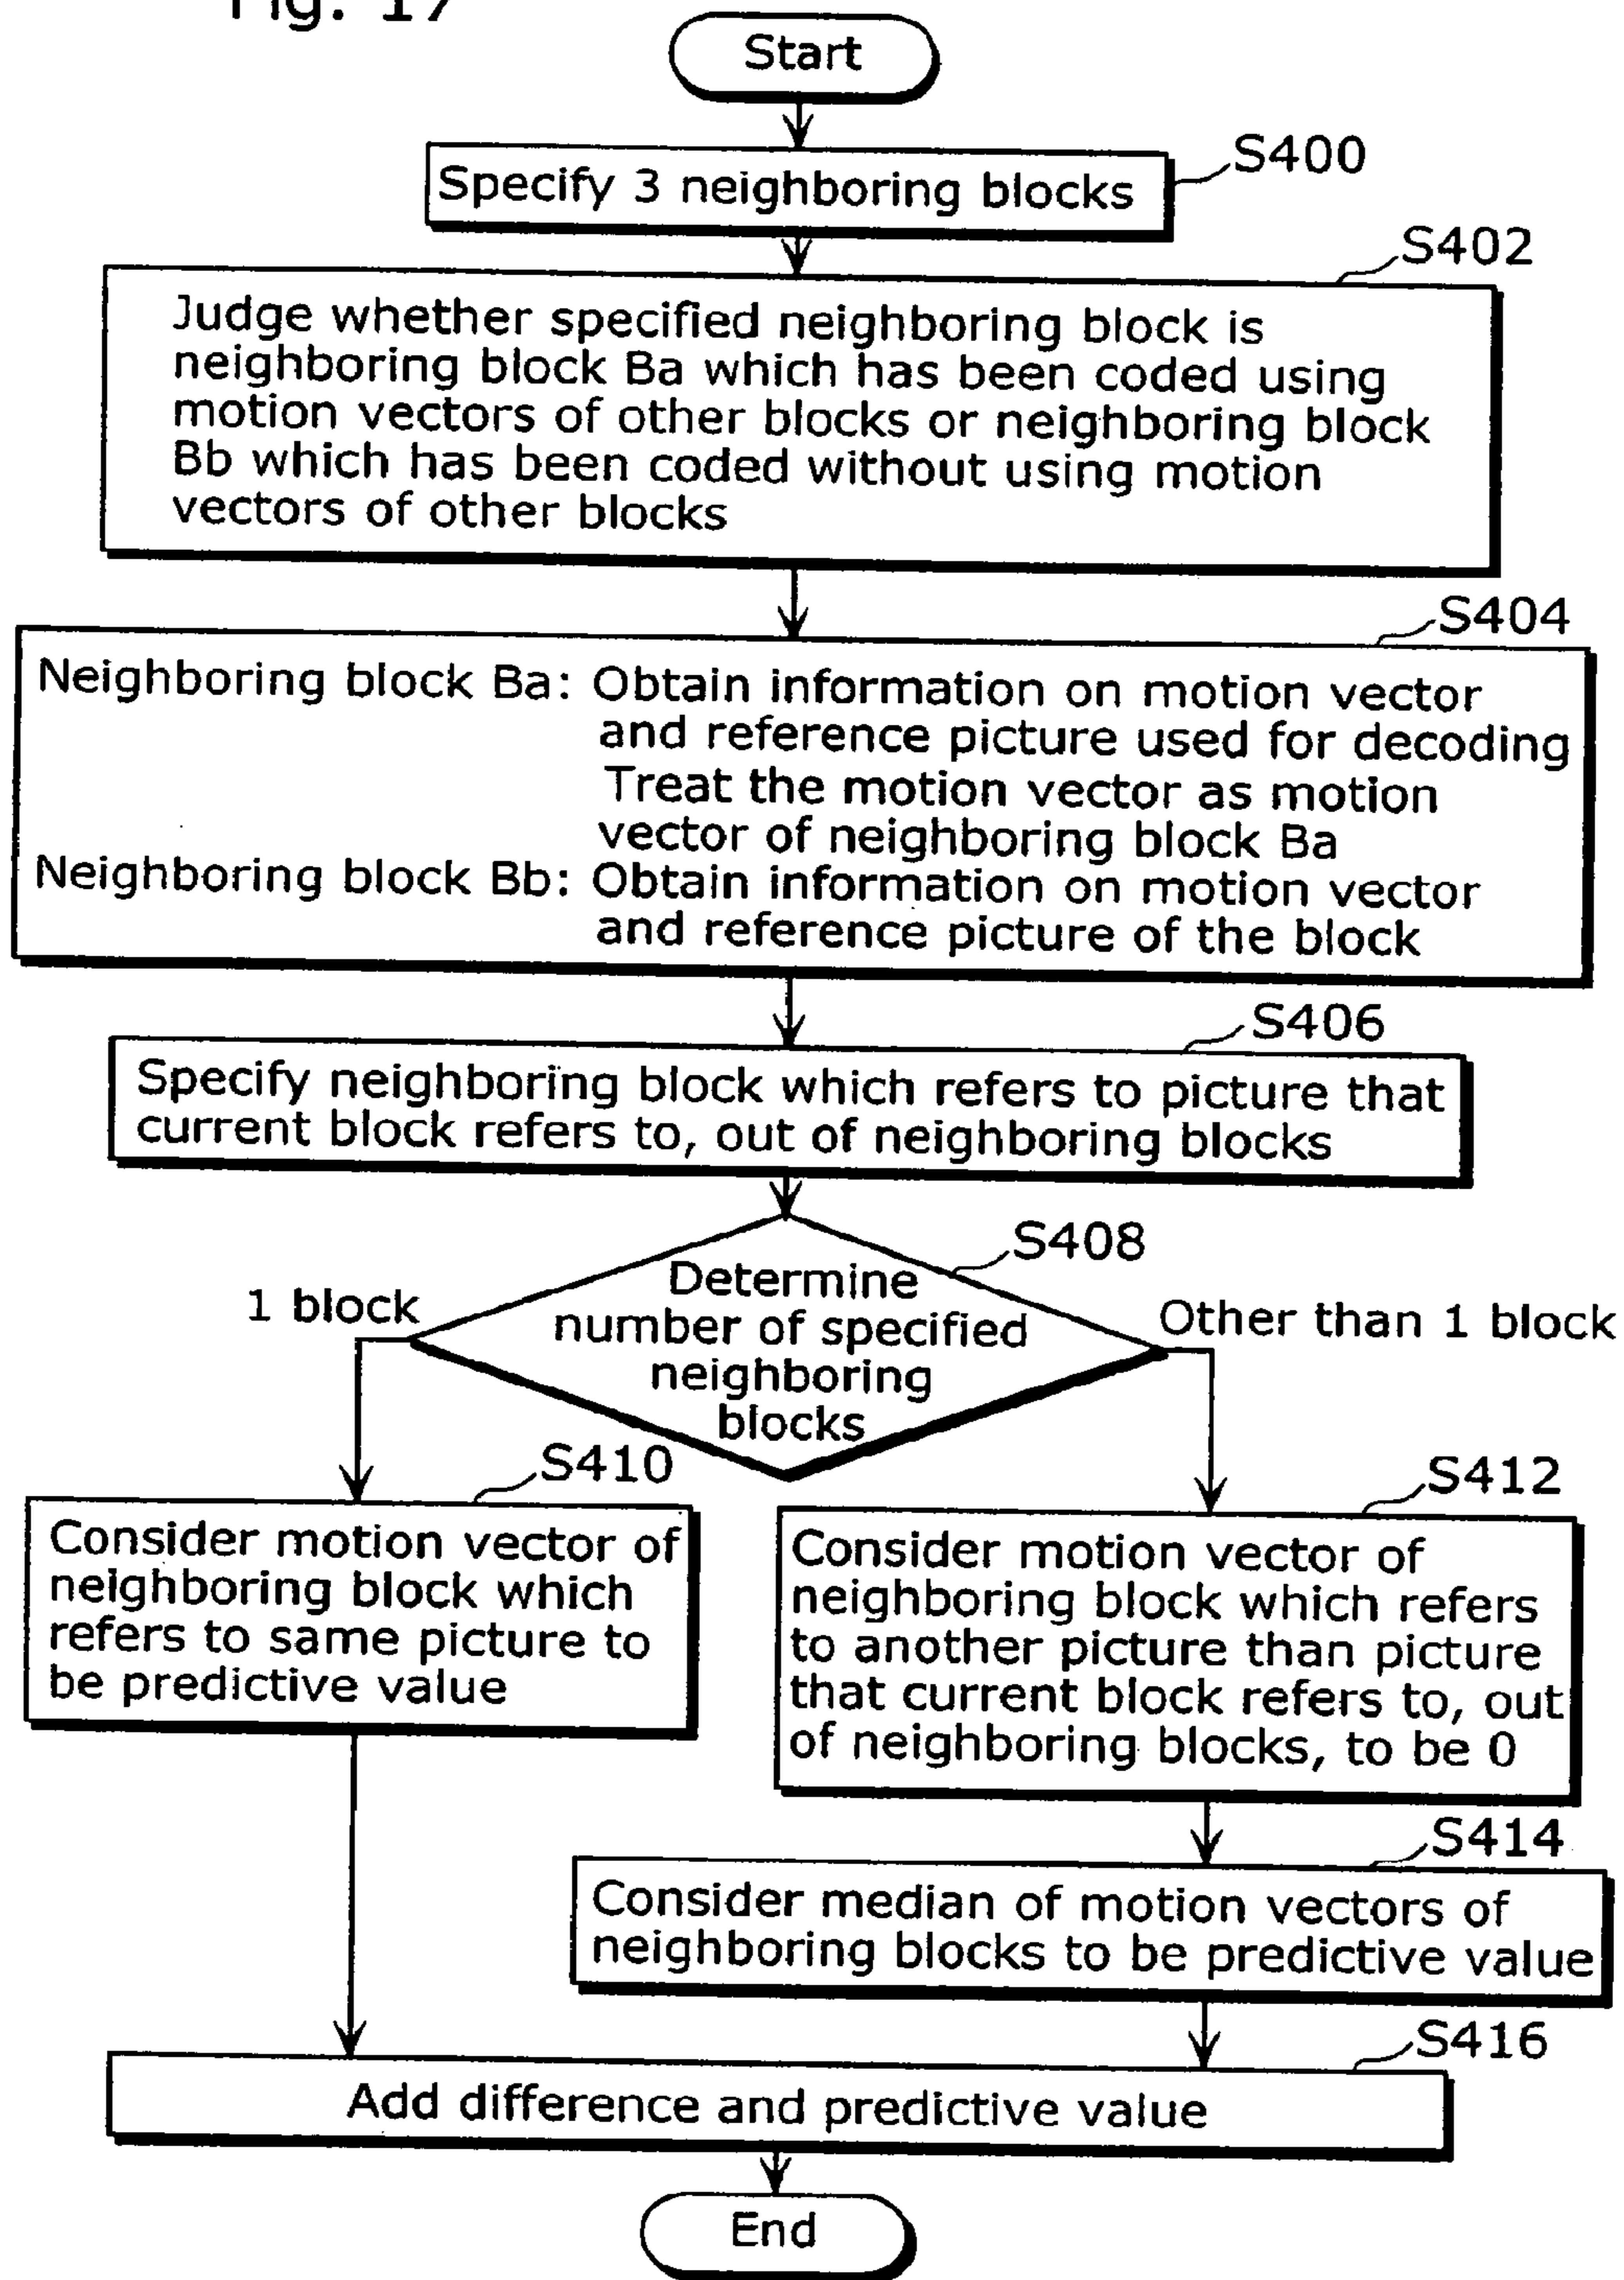 Fig. 17
Start
S400
Specify 3 neighboring blocks
S402
Judge whether specified neighboring block is
neighboring block Ba which has been coded using
motion vectors of other blocks or neighboring block
Bb which has been coded without using motion
vectors of other blocks
S404
Neighboring block Ba: Obtain information on motion vector
and reference picture used for decoding
Treat the motion vector as motion
vector of neighboring block Ba
Neighboring block Bb: Obtain information on motion vector
and reference picture of the block
S406
Specify neighboring block which refers to picture that
current block refers to, out of neighboring blocks
S408
Determine
number of specified
neighboring
blocks
1 block
Other than 1 block
S410
Consider motion vector of
neighboring block which
refers to same picture to
be predictive value
S412
Consider motion vector of
neighboring block which refers
to another picture than picture
that current block refers to, out
of neighboring blocks, to be 0
S414
Consider median of motion vectors of
neighboring blocks to be predictive value
S416
Add difference and predictive value
End